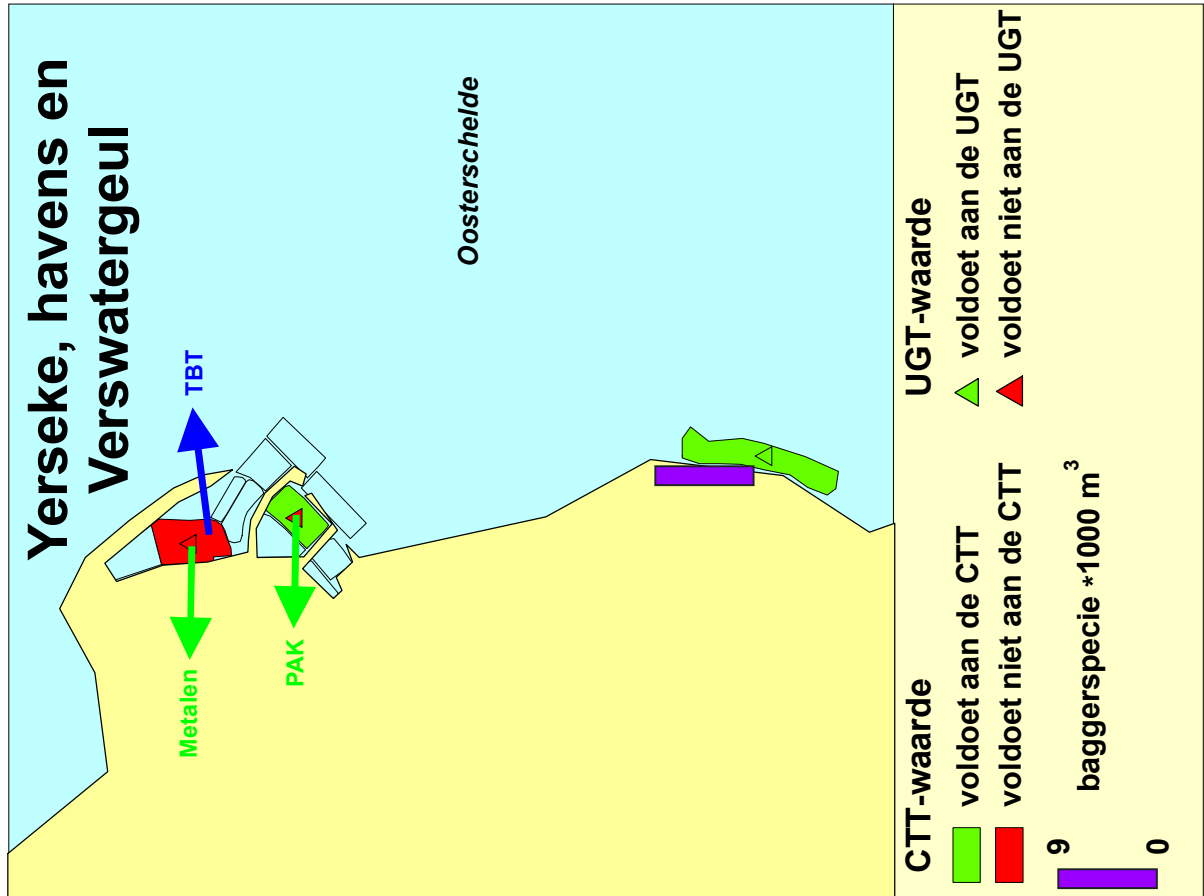 Yerseke, havens en
Verswatergeul
TBT
Metalen
PAK
Oosterschelde
CTT-waarde
voldoet aan de CTT
voldoet niet aan de CTT
UGT-waarde
voldoet aan de UGT
voldoet niet aan de UGT
9
0
baggerspecie *1000 m³